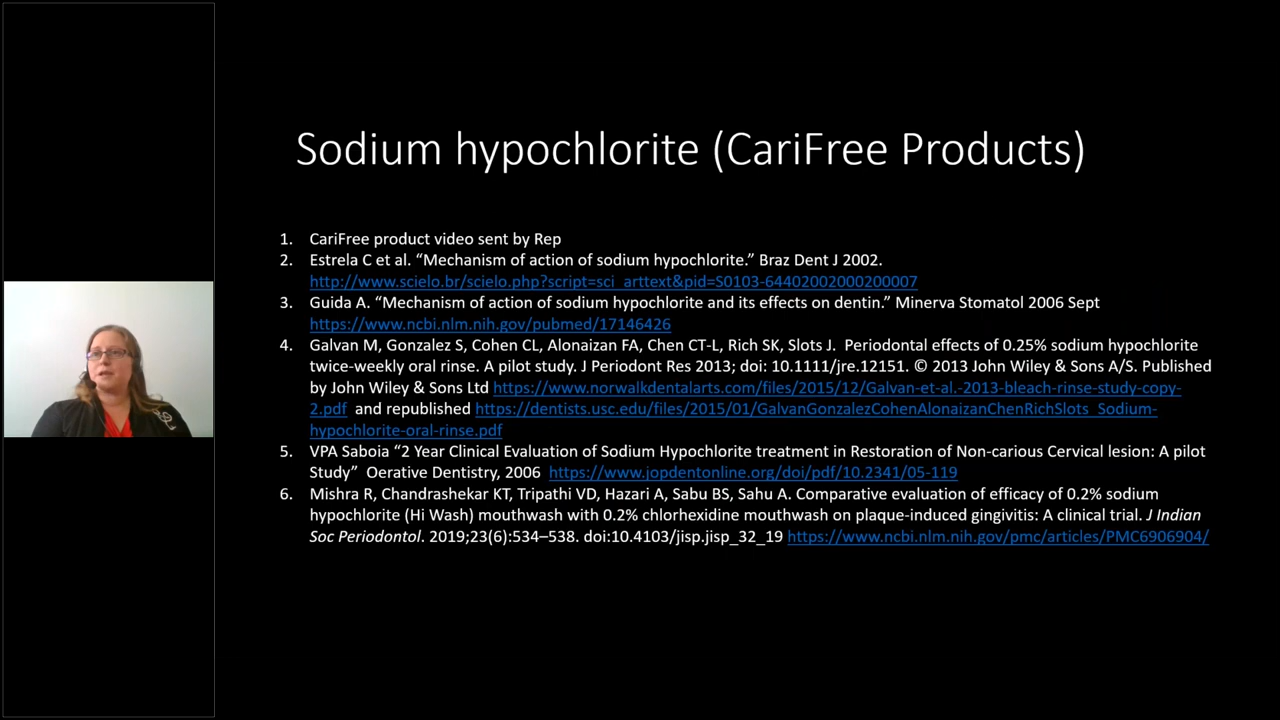 Sodium hypochlorite (CariFree Products)
1. CariFree product video sent by Rep
2. Estrela C et al. “Mechanism of action of sodium hypochlorite.” Braz Dent J 2002.
http://www.scielo.br/scielo.php?script=sci_arttext&pid=S0103-64402002000200007
3. Guida A. “Mechanism of action of sodium hypochlorite and its effects on dentin.” Minerva Stomatol 2006 Sept
https://www.ncbi.nlm.nih.gov/pubmed/17146426
4. Galvan M, Gonzalez S, Cohen CL, Alonaizan FA, Chen CT-L, Rich SK, Slots J. Periodontal effects of 0.25% sodium hypochlorite
twice-weekly oral rinse. A pilot study. J Periodont Res 2013; doi: 10.1111/jre.12151. © 2013 John Wiley & Sons A/S. Published
by John Wiley & Sons Ltd https://www.norwalkdentalarts.com/files/2015/12/Galvan-et-al.-2013-bleach-rinse-study-copy-
2.pdf and republished https://dentists.usc.edu/files/2015/01/GalvanGonzalezCohenAlonaizanChenRichSlots_Sodium-
hypochlorite-oral-rinse.pdf
5. VPA Saboia “2 Year Clinical Evaluation of Sodium Hypochlorite treatment in Restoration of Non-carious Cervical lesion: A pilot
Study” Oerative Dentistry, 2006 https://www.jopdentonline.org/doi/pdf/10.2341/05-119
6. Mishra R, Chandrashekar KT, Tripathi VD, Hazari A, Sabu BS, Sahu A. Comparative evaluation of efficacy of 0.2% sodium
hypochlorite (Hi Wash) mouthwash with 0.2% chlorhexidine mouthwash on plaque-induced gingivitis: A clinical trial. J Indian
Soc Periodontol. 2019;23(6):534–538. doi:10.4103/jisp.jisp_32_19 https://www.ncbi.nlm.nih.gov/pmc/articles/PMC6906904/